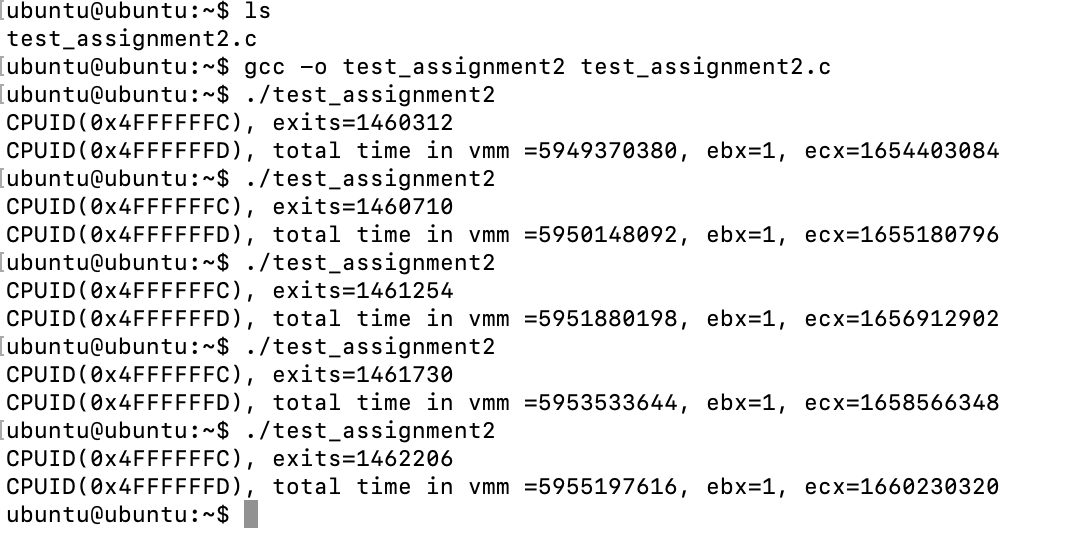 [ubuntu@ubuntu:~$ ls
test_assignment2.c
[ubuntu@ubuntu:~$ gcc -o test_assignment2 test_assignment2.c
[ubuntu@ubuntu:~$ ./test_assignment2
CPUID(0x4FFFFFFC), exits=1460312
CPUID(0x4FFFFFFD), total time in vmm =5949370380, ebx=1, ecx=1654403084
[ubuntu@ubuntu:~$ ./test_assignment2
CPUID(0x4FFFFFFC), exits=1460710
CPUID(0x4FFFFFFD), total time in vmm =5950148092, ebx=1, ecx=1655180796
[ubuntu@ubuntu:~$ ./test_assignment2
CPUID(0x4FFFFFFC), exits=1461254
CPUID(0x4FFFFFFD), total time in vmm =5951880198, ebx=1, ecx=1656912902
[ubuntu@ubuntu:~$ ./test_assignment2
CPUID(0x4FFFFFFC), exits=1461730
CPUID(0x4FFFFFFD), total time in vmm =5953533644, ebx=1, ecx=1658566348
[ubuntu@ubuntu:~$ ./test_assignment2
CPUID(0x4FFFFFFC), exits=1462206
CPUID(0x4FFFFFFD), total time in vmm =5955197616, ebx=1, ecx=1660230320
ubuntu@ubuntu:~$